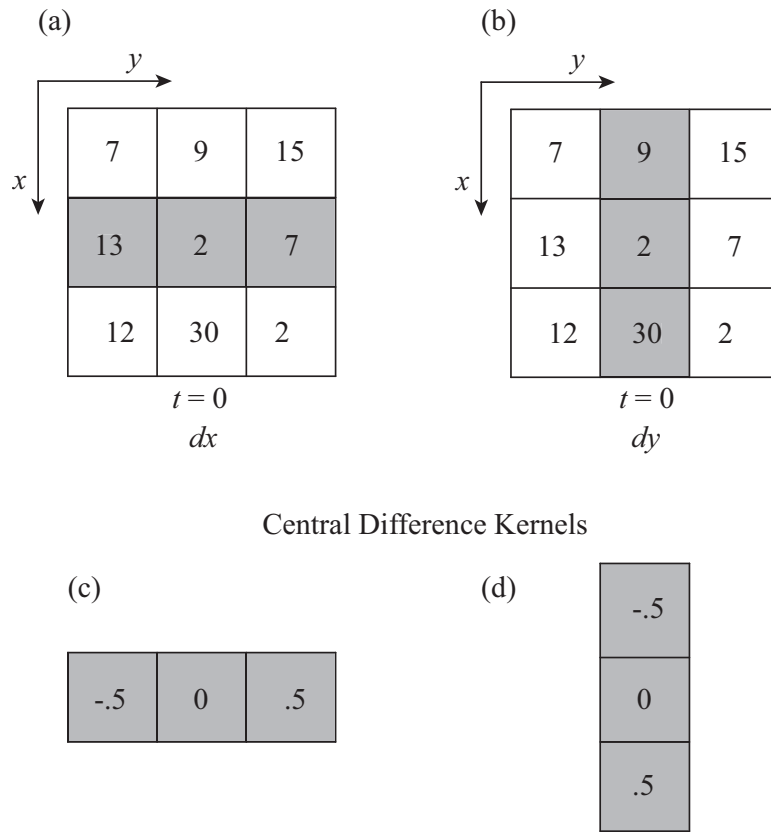 (a) (b)
y y
x x
7 9 15 7 9 15
13 2 7 13 2 7
12 30 2 12 30 2
t = 0 t = 0
dx dy
Central Difference Kernels
(c) (d)
-.5 0 .5
-.5
0
.5